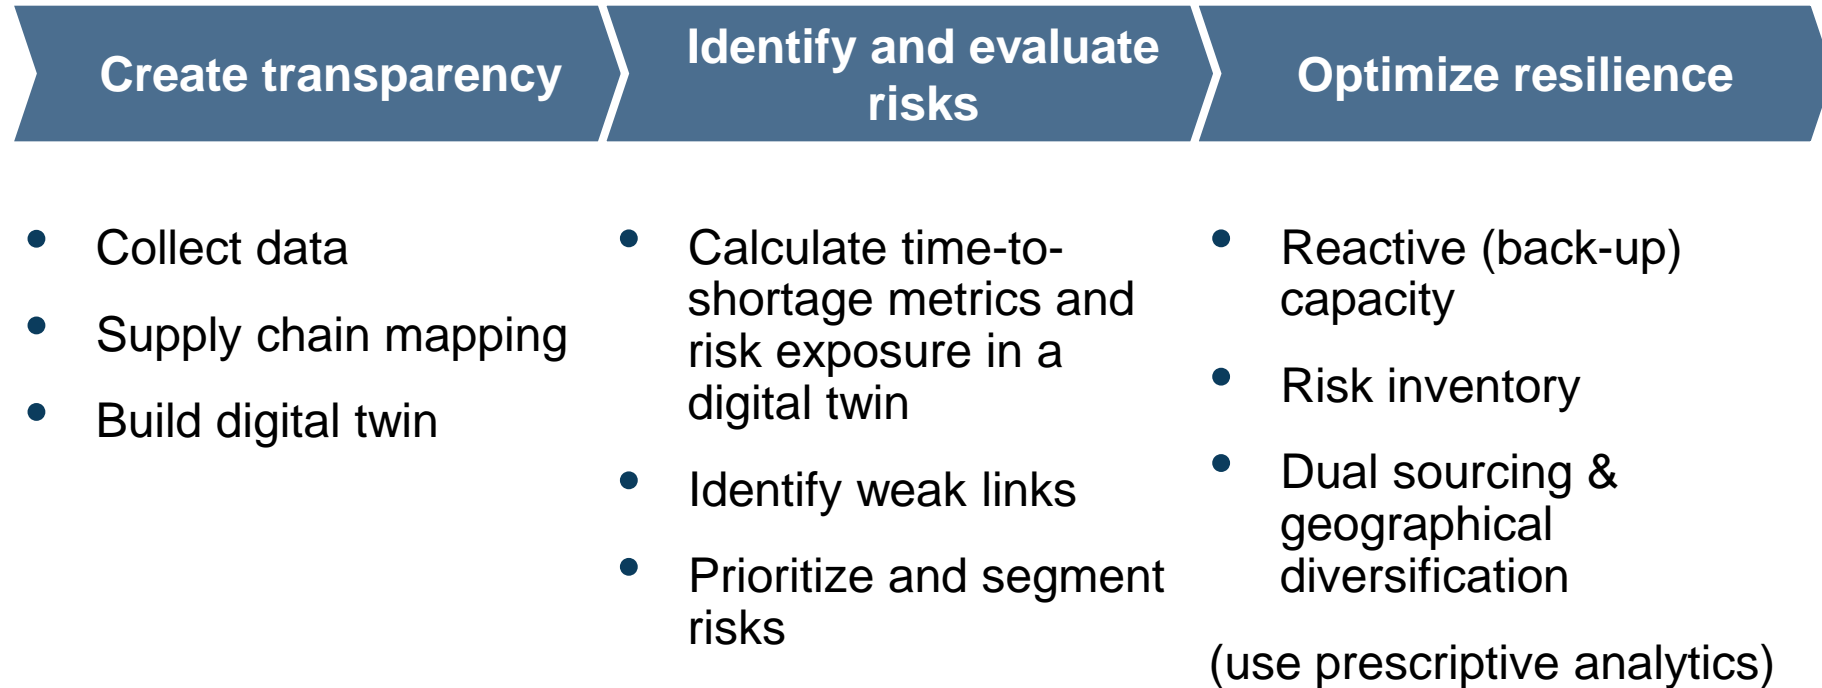 Create transparency
Identify and evaluate
risks
Optimize resilience
• Collect data
• Supply chain mapping
• Build digital twin
• Calculate time-to-
shortage metrics and
risk exposure in a
digital twin
• Identify weak links
• Prioritize and segment
risks
• Reactive (back-up)
capacity
• Risk inventory
• Dual sourcing &
geographical
diversification
(use prescriptive analytics)